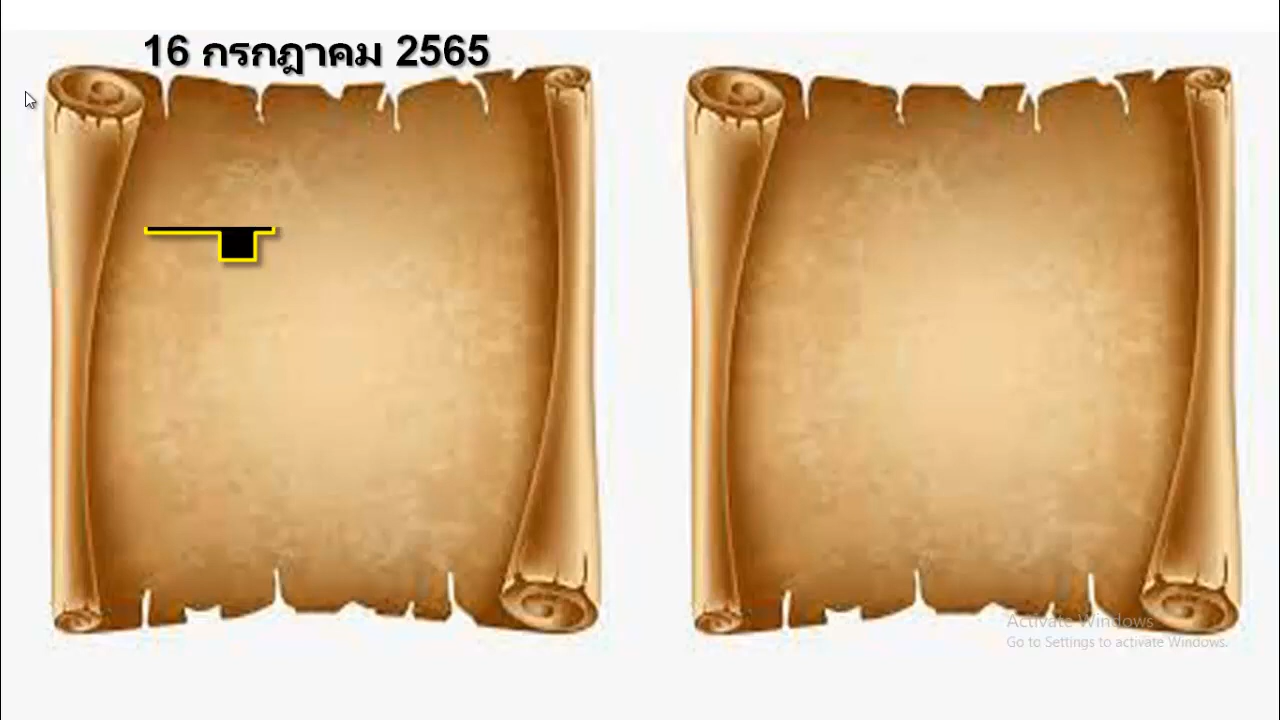 16 กรกฎาคม 2565
Activate Windows
Go to Settings to activate Windows.